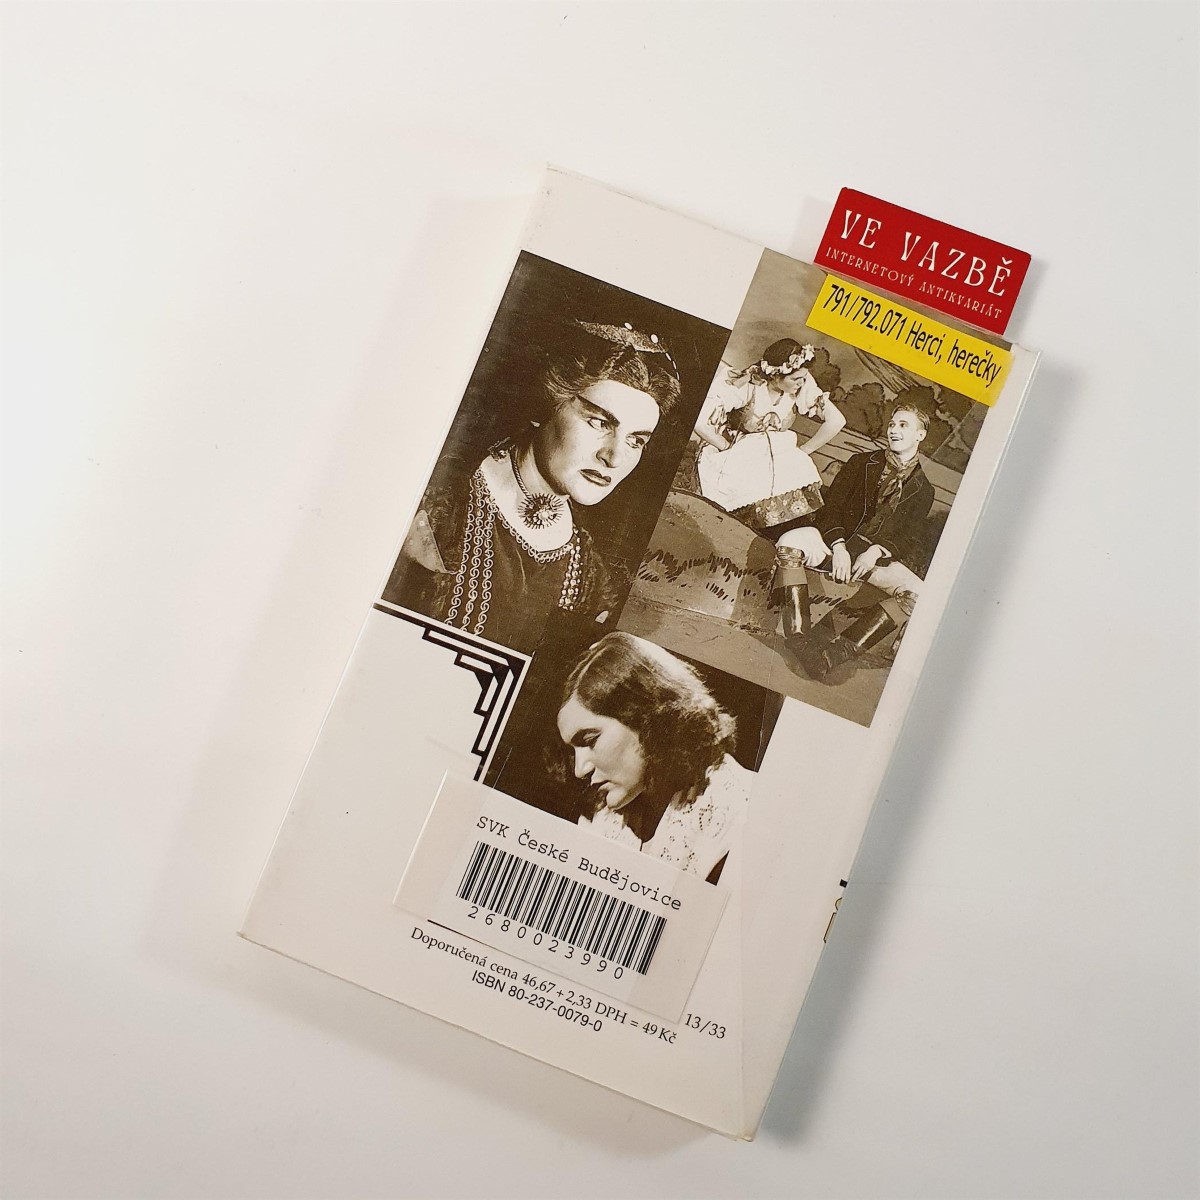 VE VAZBĚ
INTERNETOVÝ ANTIKVARIÁT
791/792.071 Herci, herečky
SVK České Budějovice
2680023990
13/33
Doporučená cena 46,67 + 2,33 DPH = 49 Kč
ISBN 80-237-0079-0